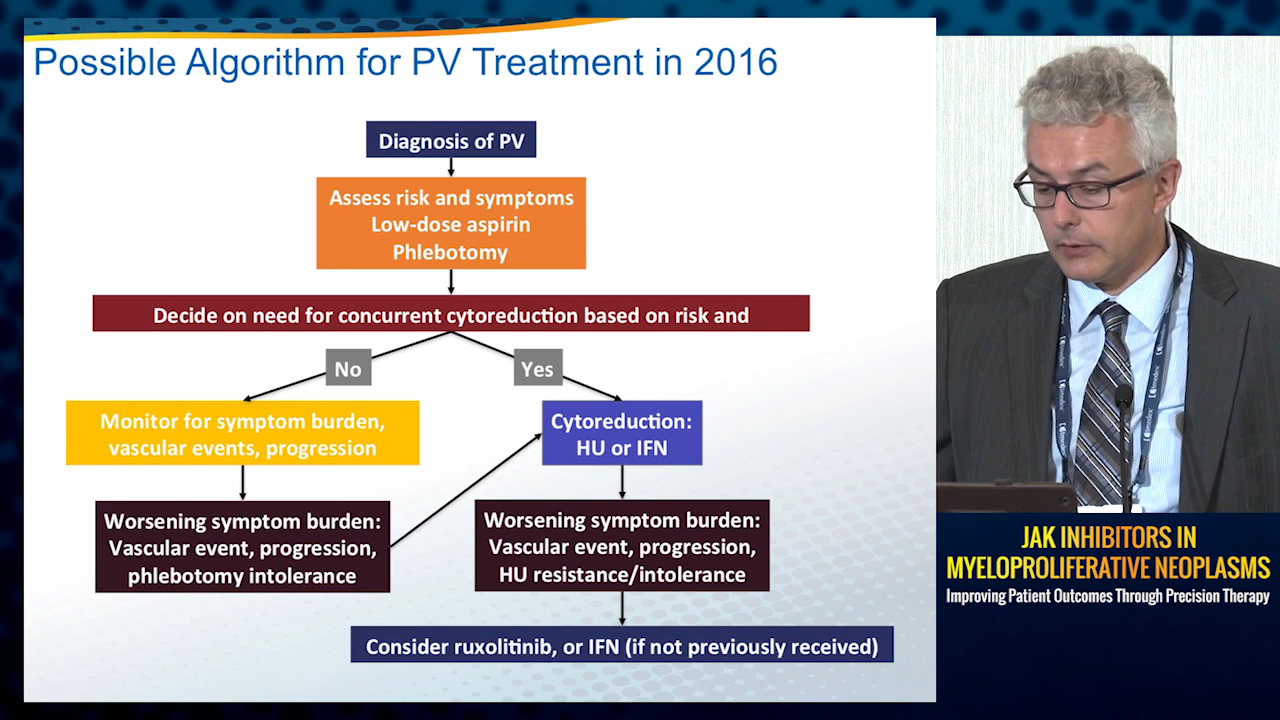 Possible Algorithm for PV Treatment in 2016
Diagnosis of PV
Assess risk and symptoms
Low-dose aspirin
Phlebotomy
Decide on need for concurrent cytoreduction based on risk and
No
Yes
Monitor for symptom burden,
vascular events, progression
Cytoreduction:
HU or IFN
Worsening symptom burden:
Vascular event, progression,
phlebotomy intolerance
Worsening symptom burden:
Vascular event, progression,
HU resistance/intolerance
Consider ruxolitinib, or IFN (if not previously received)
JAK INHIBITORS IN
MYELOPROLIFERATIVE NEOPLASMS
Improving Patient Outcomes Through Precision Therapy